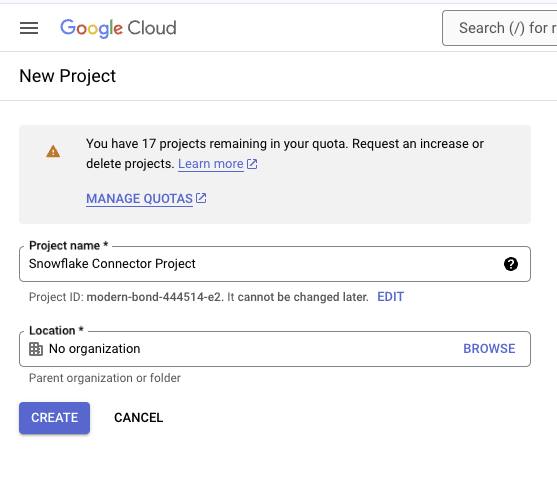 Google Cloud
Search (/) for r
New Project
You have 17 projects remaining in your quota. Request an increase or
delete projects. Learn more
MANAGE QUOTAS
Project name *
Snowflake Connector Project
Project ID: modern-bond-444514-e2. It cannot be changed later. EDIT
Location *
No organization BROWSE
Parent organization or folder
CREATE CANCEL